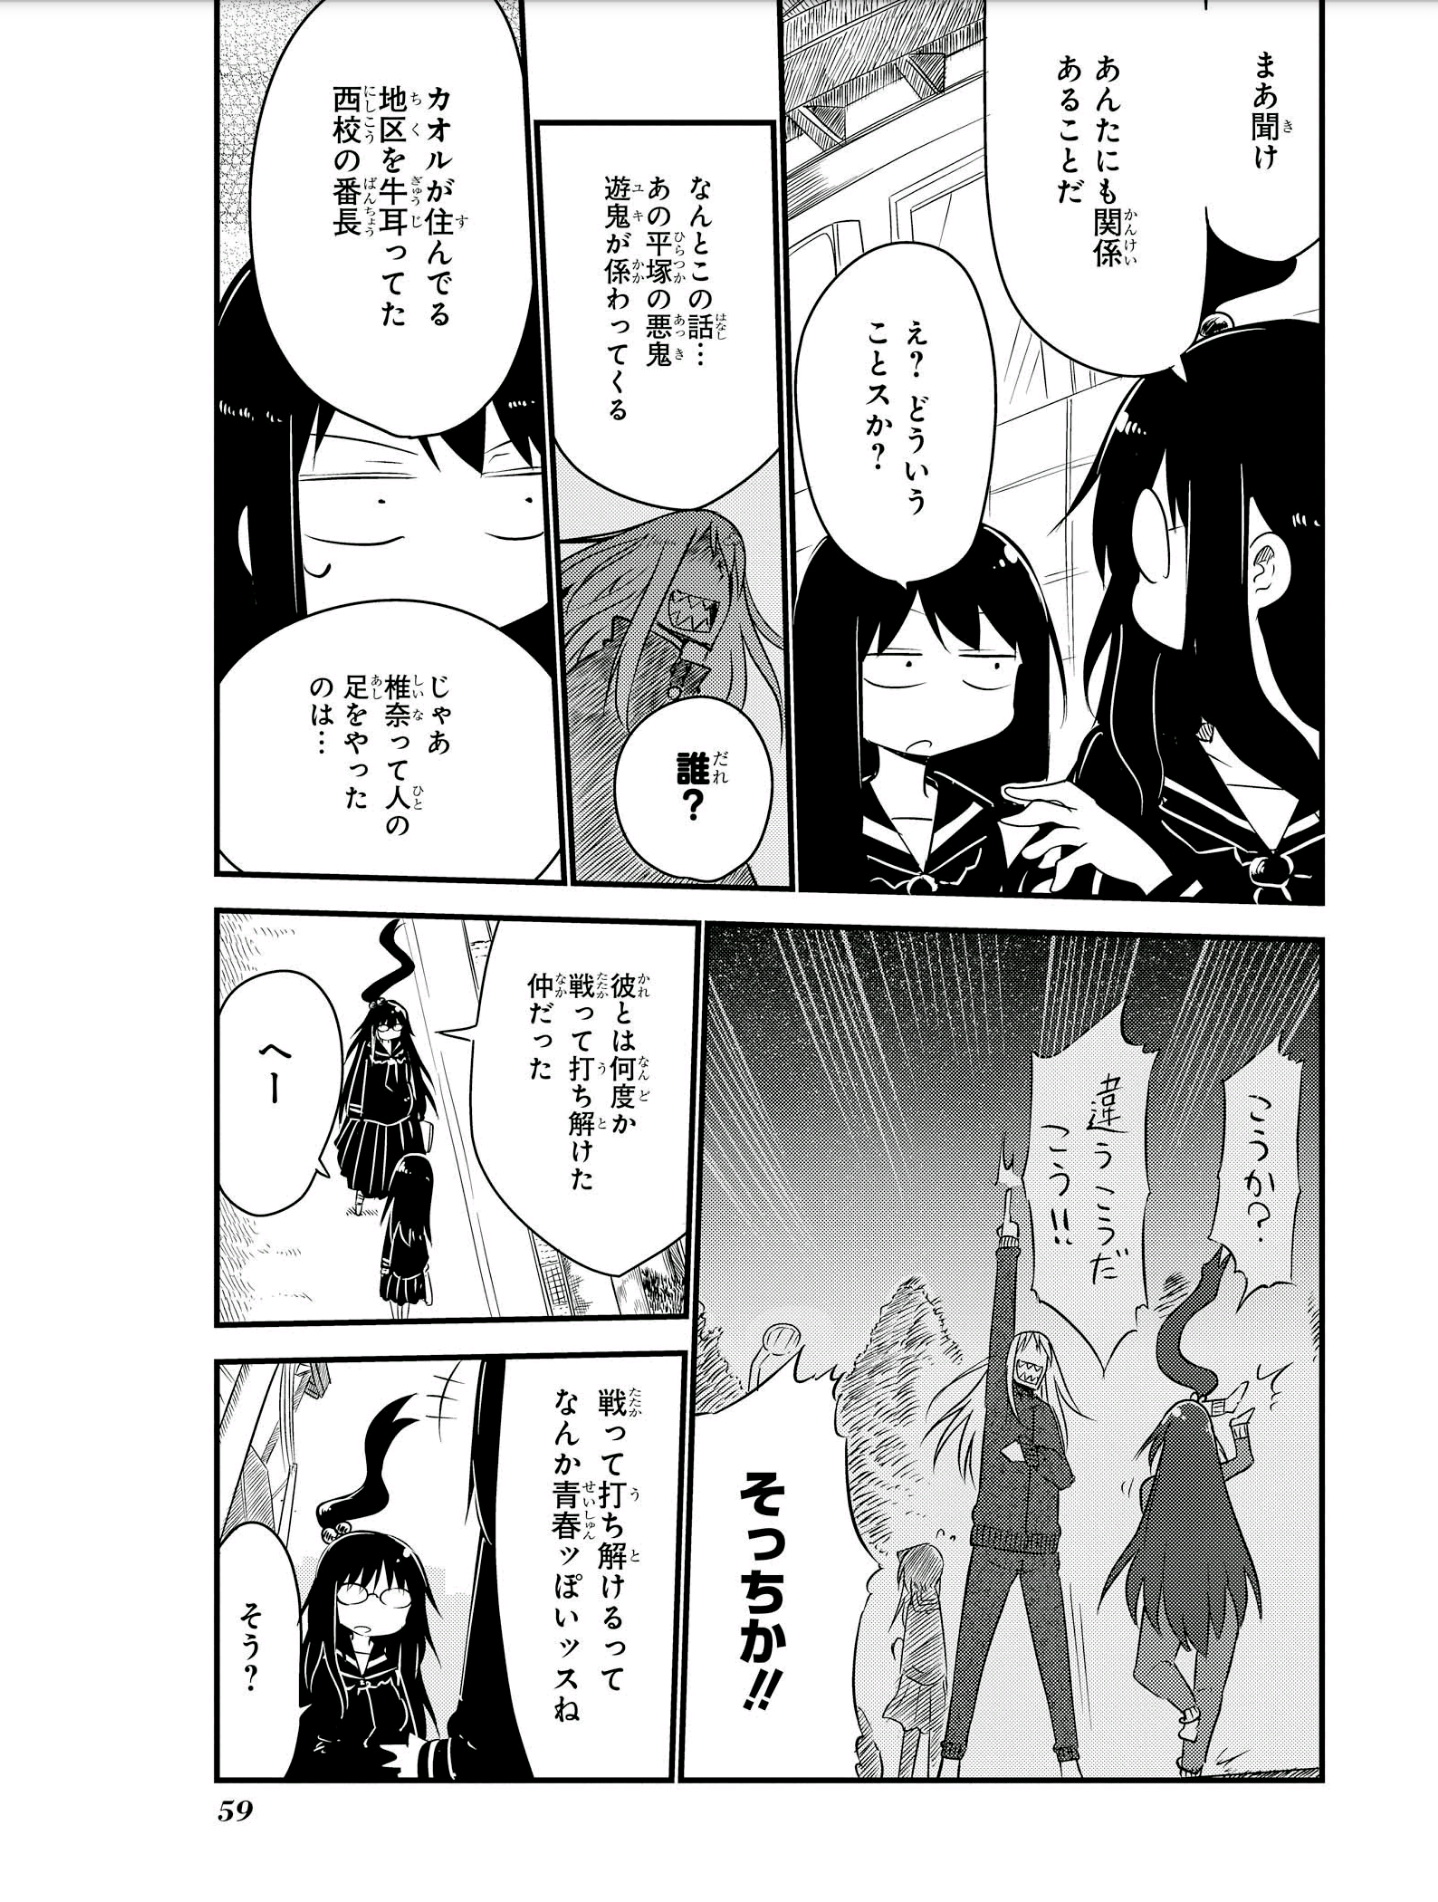 まあ聞け
あんたにも関係
あることだ
え？どういう
ことスか？
なんとこの話…
あの平塚の悪鬼
遊鬼が係わってくる
誰？
カオルが住んでる
地区を牛耳ってた
西校の番長
じゃあ
椎奈って人の
足をやった
のは…
こうか？
違うこうだ
こう!!
そっちか!!
彼とは何度か
戦って打ち解けた
仲だった
へー
戦って打ち解けるって
なんか青春ッぽいッスね
そう？
59